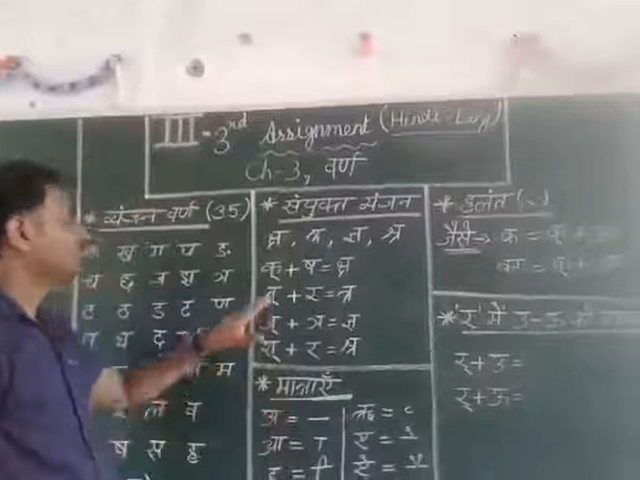 III - 3rd Assignment (Hindi-Lang)
Ch-3, वर्ण
* व्यंजन वर्ण (35)
ख ग घ ङ
च छ ज झ ञ
ट ठ ड ढ ण
थ द
म
ल व
ष स ह
* संयुक्त व्यंजन
क्ष, त्र, ज्ञ, श्र
क् + ष = क्ष
त् + र = त्र
ज् + ञ = ज्ञ
श् + र = श्र
* मात्राएँ
अ = —
आ = ा
इ = ि
ऋ = ृ
ए = े
ऐ = ै
* हलंत (्)
जैसे → क = क् +
* 'र' में उ-ऊ की
र् + उ =
र् + ऊ =